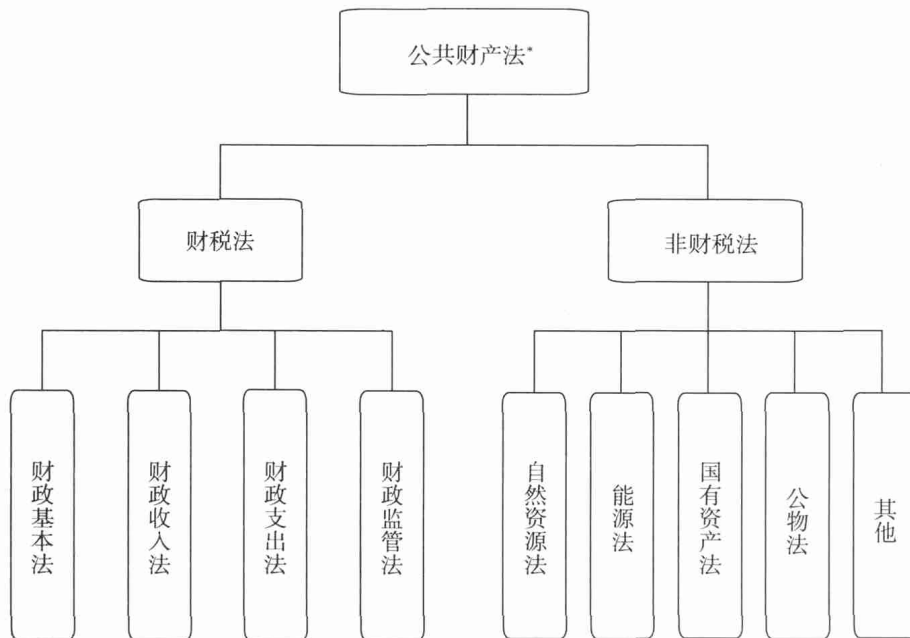 公共财产法*
财税法
非财税法
财政基本法
财政收入法
财政支出法
财政监管法
自然资源法
能源法
国有资产法
公物法
其他